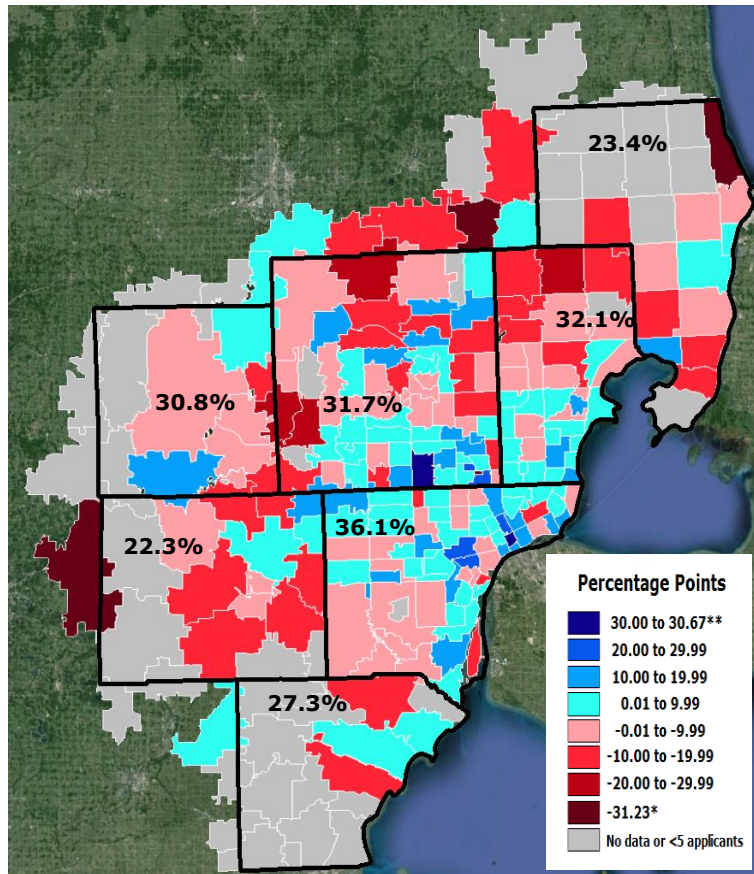 23.4%
32.1%
30.8%
31.7%
36.1%
22.3%
27.3%
Percentage Points
30.00 to 30.67**
20.00 to 29.99
10.00 to 19.99
0.01 to 9.99
-0.01 to -9.99
-10.00 to -19.99
-20.00 to -29.99
-31.23*
No data or <5 applicants